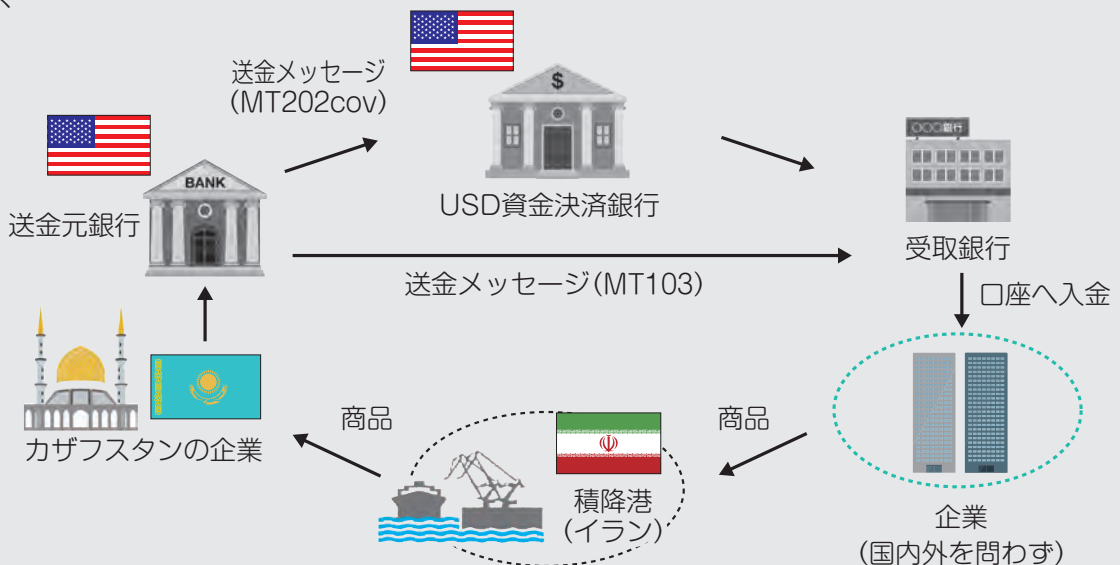 送金メッセージ
(MT202cov)
$
BANK
送金元銀行
USD資金決済銀行
〇〇〇銀行
受取銀行
送金メッセージ(MT103)
口座へ入金
カザフスタンの企業
商品
商品
積降港
(イラン)
企業
(国内外を問わず)